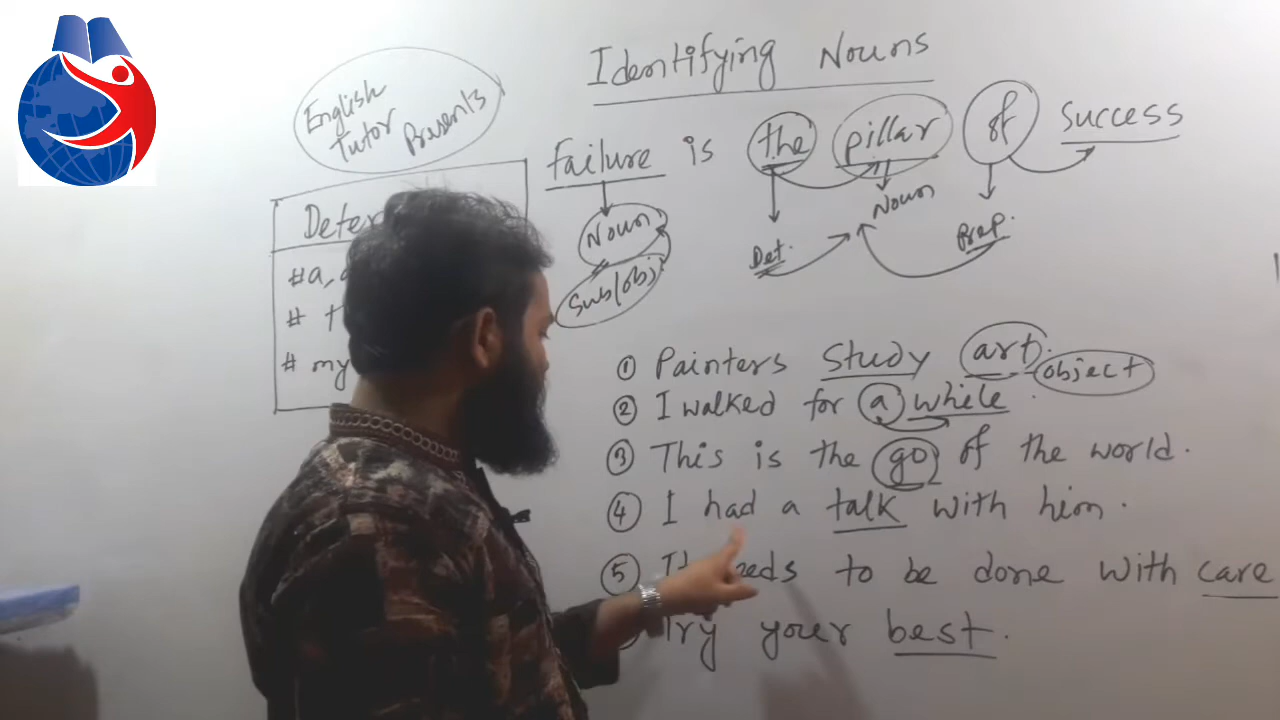 Identifying Nouns
English
Tutor
Presents
Failure is the pillar of Success
Noun
Sub/obj
Det.
Noun
Prep.
#a,
#
# my
① Painters study art.
object
② I walked for a while.
③ This is the go of the world.
④ I had a talk with him.
⑤ to be done with care
Try your best.